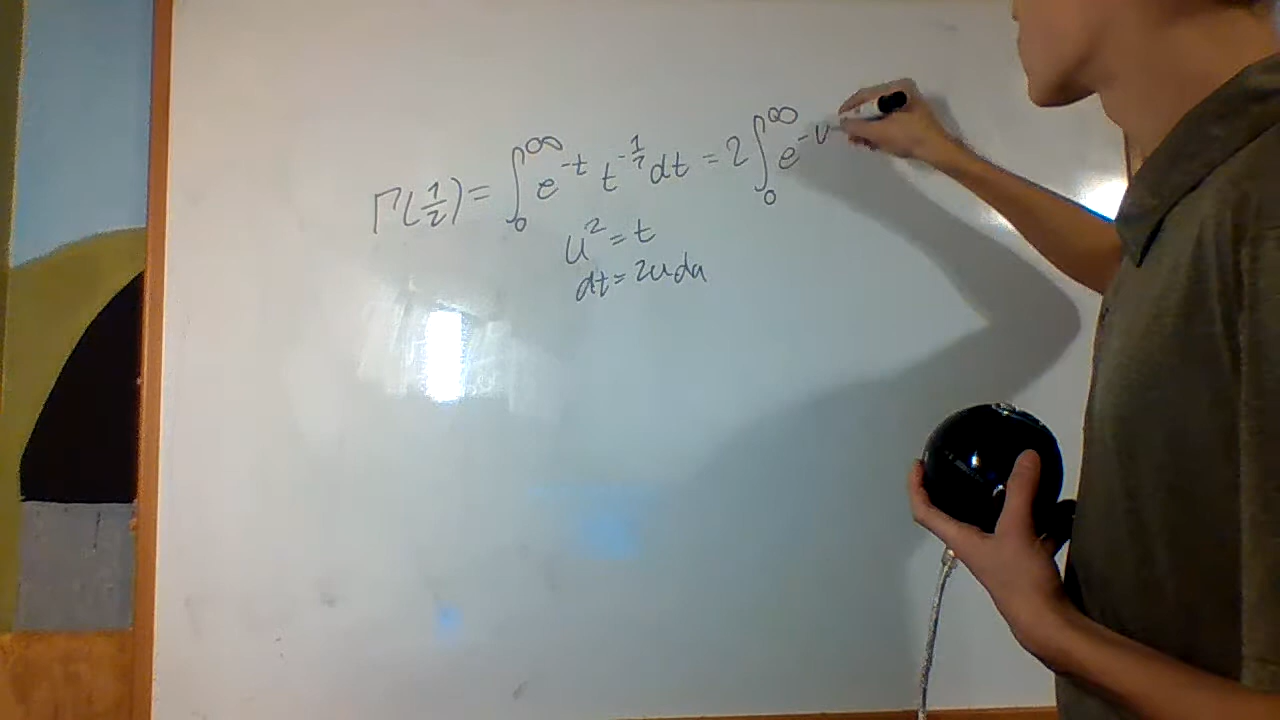 Γ(1/2) = ∫₀^∞ e^{-t} t^{-1/2} dt = 2 ∫₀^∞ e^{-u
u² = t
dt = 2u du